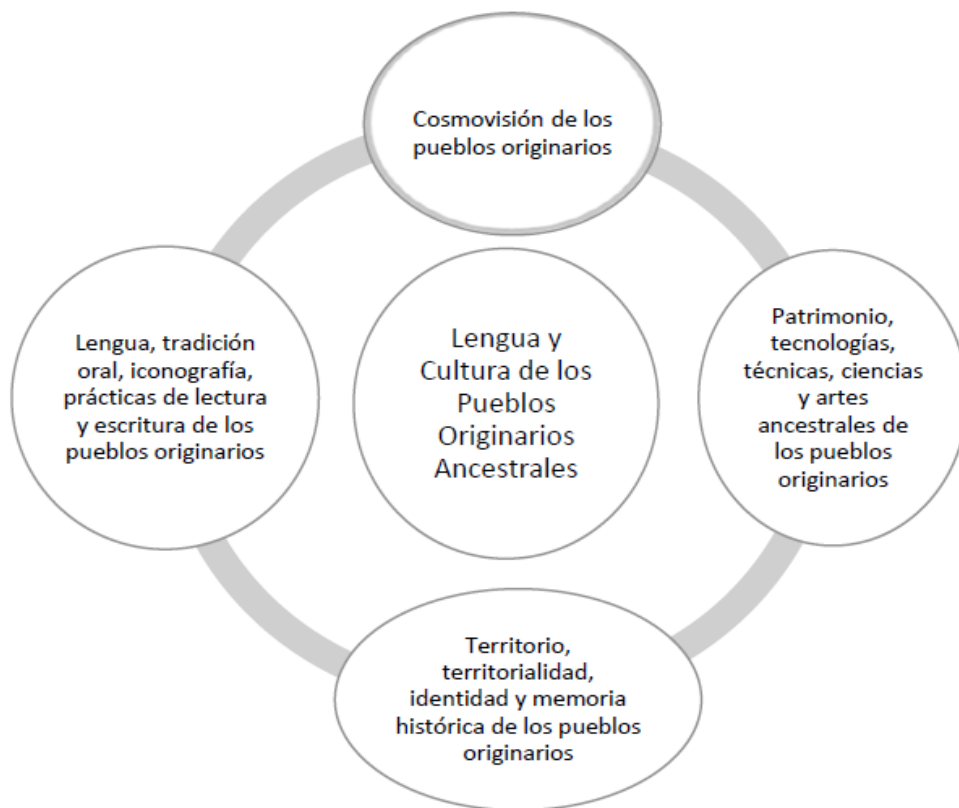 Cosmovisión de los
pueblos originarios
Lengua, tradición
oral, iconografía,
prácticas de lectura
y escritura de los
pueblos originarios
Lengua y
Cultura de los
Pueblos
Originarios
Ancestrales
Patrimonio,
tecnologías,
técnicas, ciencias
y artes
ancestrales de
los pueblos
originarios
Territorio,
territorialidad,
identidad y memoria
histórica de los pueblos
originarios